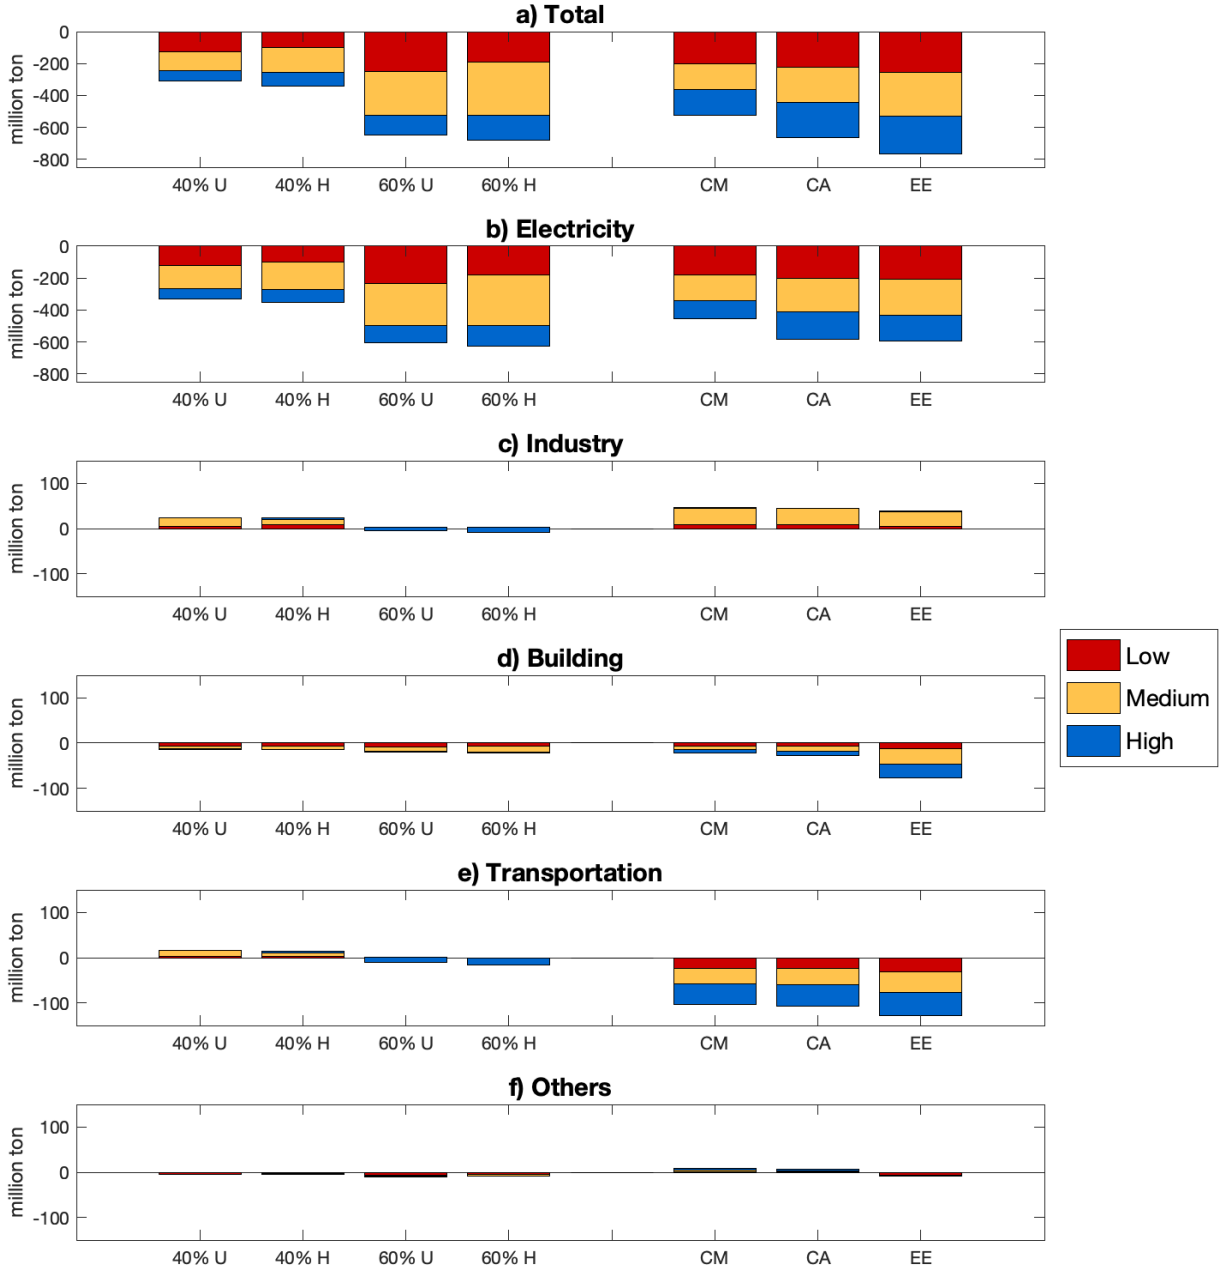 a) Total
million ton
0
-200
-400
-600
-800
40% U 40% H 60% U 60% H CM CA EE
b) Electricity
million ton
0
-200
-400
-600
-800
40% U 40% H 60% U 60% H CM CA EE
c) Industry
million ton
100
0
-100
40% U 40% H 60% U 60% H CM CA EE
d) Building
million ton
100
0
-100
40% U 40% H 60% U 60% H CM CA EE
Low
Medium
High
e) Transportation
million ton
100
0
-100
40% U 40% H 60% U 60% H CM CA EE
f) Others
million ton
100
0
-100
40% U 40% H 60% U 60% H CM CA EE